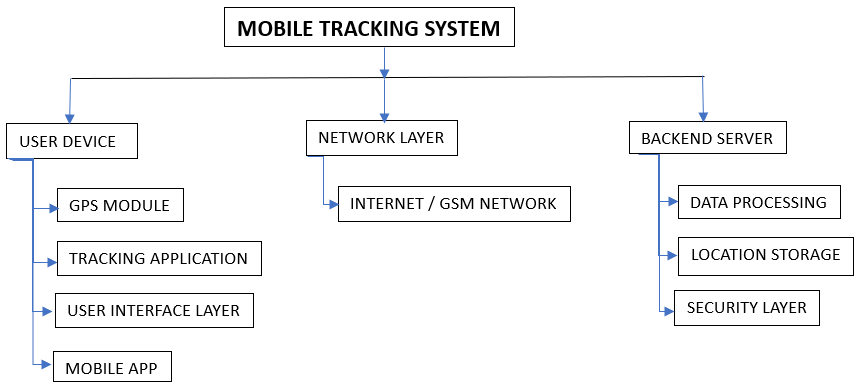 MOBILE TRACKING SYSTEM
USER DEVICE
GPS MODULE
TRACKING APPLICATION
USER INTERFACE LAYER
MOBILE APP
NETWORK LAYER
INTERNET / GSM NETWORK
BACKEND SERVER
DATA PROCESSING
LOCATION STORAGE
SECURITY LAYER